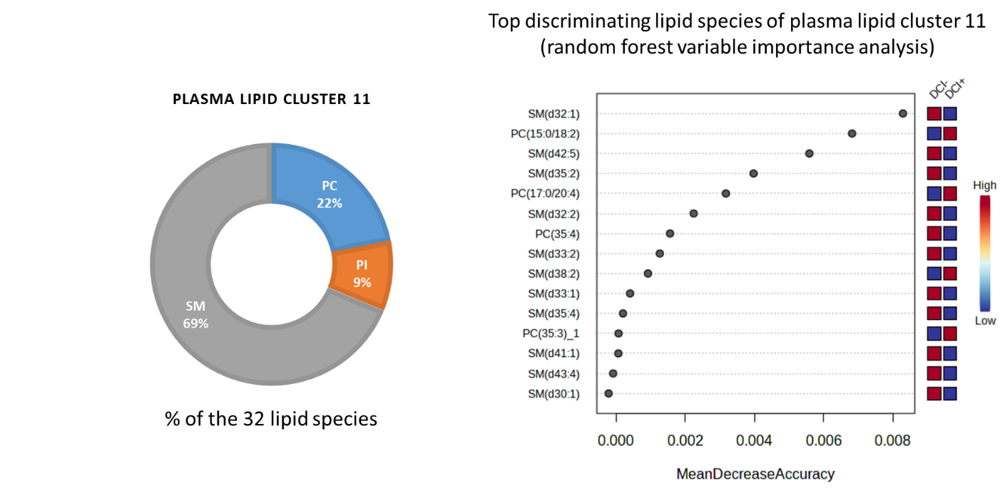 Top discriminating lipid species of plasma lipid cluster 11
(random forest variable importance analysis)
PLASMA LIPID CLUSTER 11
PC
22%
PI
9%
SM
69%
% of the 32 lipid species
DCI-
DCI+
SM(d32:1)
PC(15:0/18:2)
SM(d42:5)
SM(d35:2)
PC(17:0/20:4)
SM(d32:2)
PC(35:4)
SM(d33:2)
SM(d38:2)
SM(d33:1)
SM(d35:4)
PC(35:3)_1
SM(d41:1)
SM(d43:4)
SM(d30:1)
0.000 0.002 0.004 0.006 0.008
MeanDecreaseAccuracy
High
Low